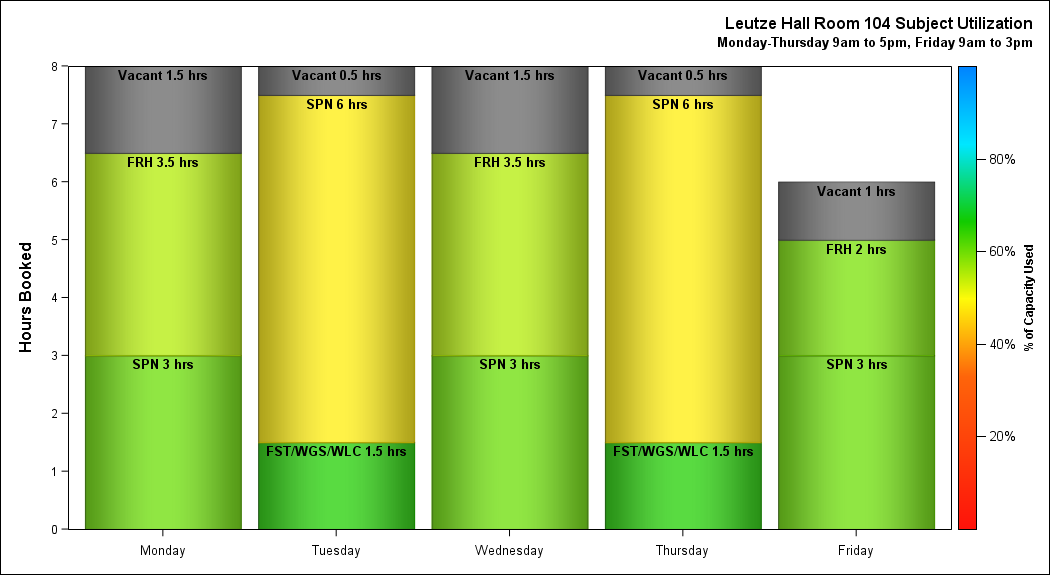 Leutze Hall Room 104 Subject Utilization
Monday-Thursday 9am to 5pm, Friday 9am to 3pm
Hours Booked
8
7
6
5
4
3
2
1
0
Vacant 1.5 hrs
FRH 3.5 hrs
SPN 3 hrs
Vacant 0.5 hrs
SPN 6 hrs
FST/WGS/WLC 1.5 hrs
Vacant 1.5 hrs
FRH 3.5 hrs
SPN 3 hrs
Vacant 0.5 hrs
SPN 6 hrs
FST/WGS/WLC 1.5 hrs
Vacant 1 hrs
FRH 2 hrs
SPN 3 hrs
Monday
Tuesday
Wednesday
Thursday
Friday
80%
60%
40%
20%
% of Capacity Used